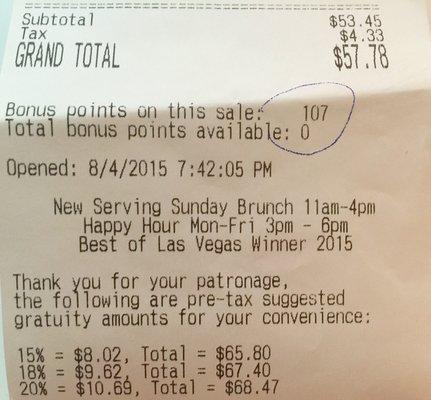 Subtotal $53.45
Tax $4.33
GRAND TOTAL $57.78
Bonus points on this sale: 107
Total bonus points available: 0
Opened: 8/4/2015 7:42:05 PM
New Serving Sunday Brunch 11am-4pm
Happy Hour Mon-Fri 3pm - 6pm
Best of Las Vegas Winner 2015
Thank you for your patronage,
the following are pre-tax suggested
gratuity amounts for your convenience:
15% = $8.02, Total = $65.80
18% = $9.62, Total = $67.40
20% = $10.69, Total = $68.47